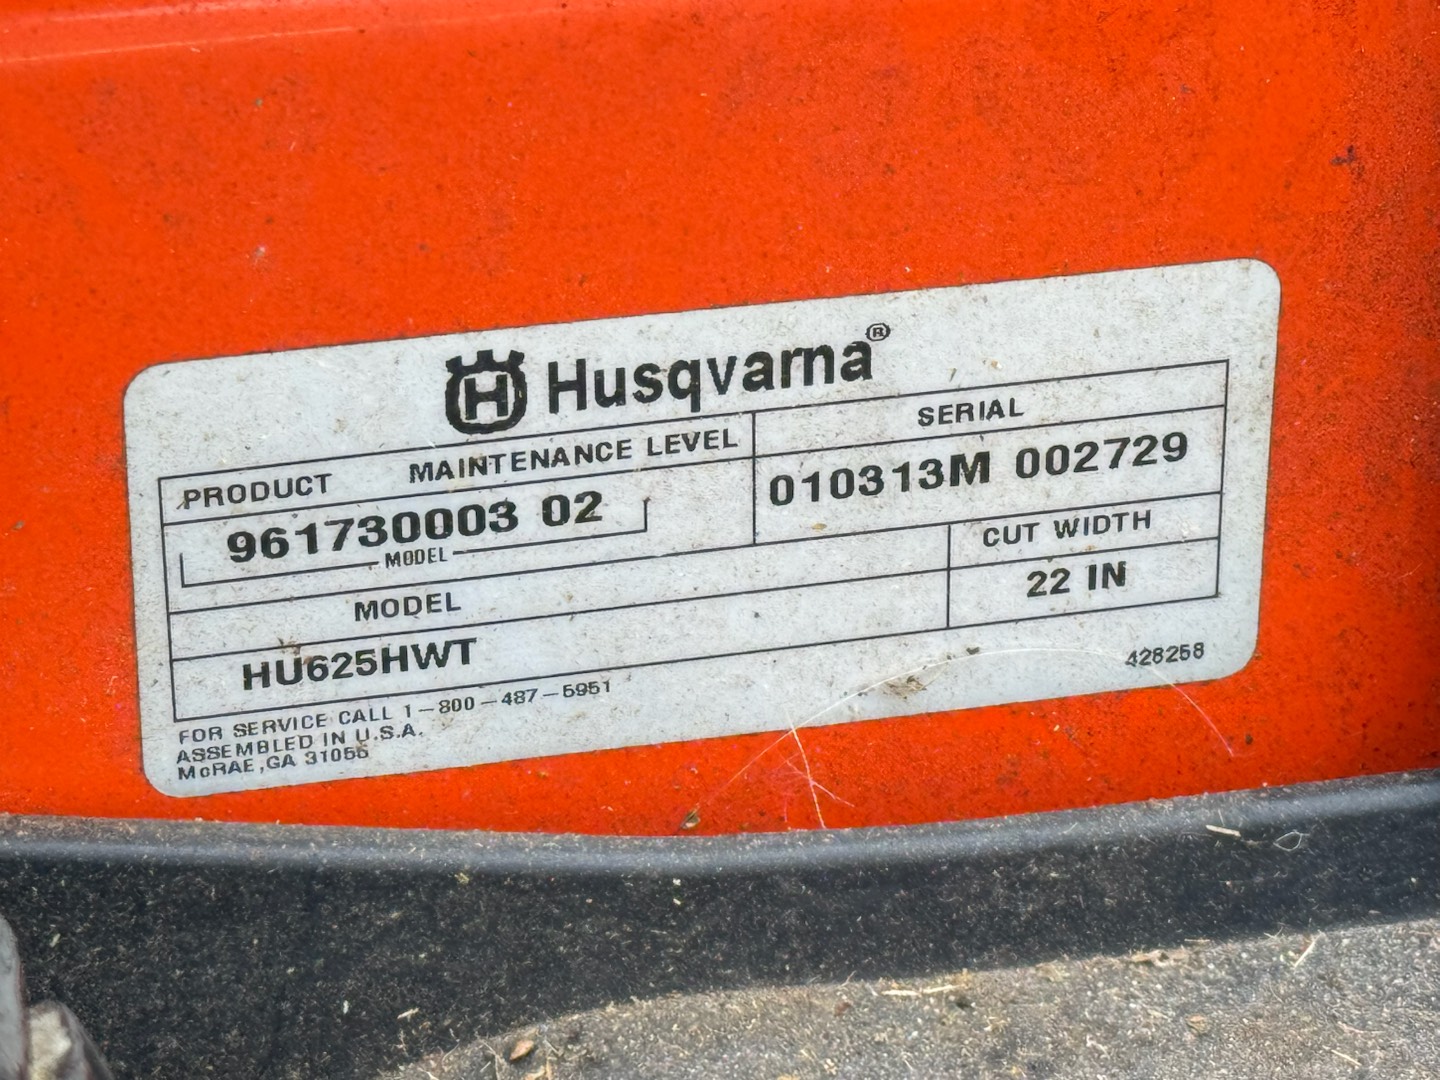 Husqvarna®
PRODUCT MAINTENANCE LEVEL SERIAL
961730003 02 010313M 002729
MODEL
MODEL CUT WIDTH
HU625HWT 22 IN
FOR SERVICE CALL 1-800-487-5951
ASSEMBLED IN U.S.A.
McRAE,GA 31055
428258